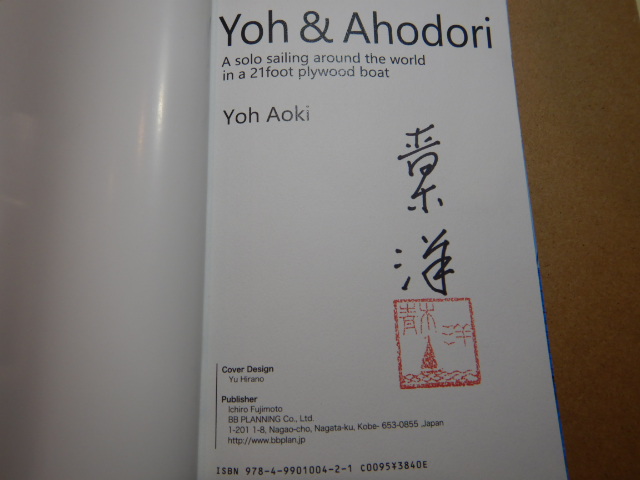 Yoh & Ahodori
A solo sailing around the world
in a 21foot plywood boat
Yoh Aoki
青木
洋
青木洋
Cover Design
Yu Hirano
Publisher
Ichiro Fujimoto
BB PLANNING Co., Ltd.
1-201 1-8, Nagao-cho, Nagata-ku, Kobe- 653-0855 ,Japan
http://www.bbplan.jp
ISBN 978-4-9901004-2-1 C0095¥3840E